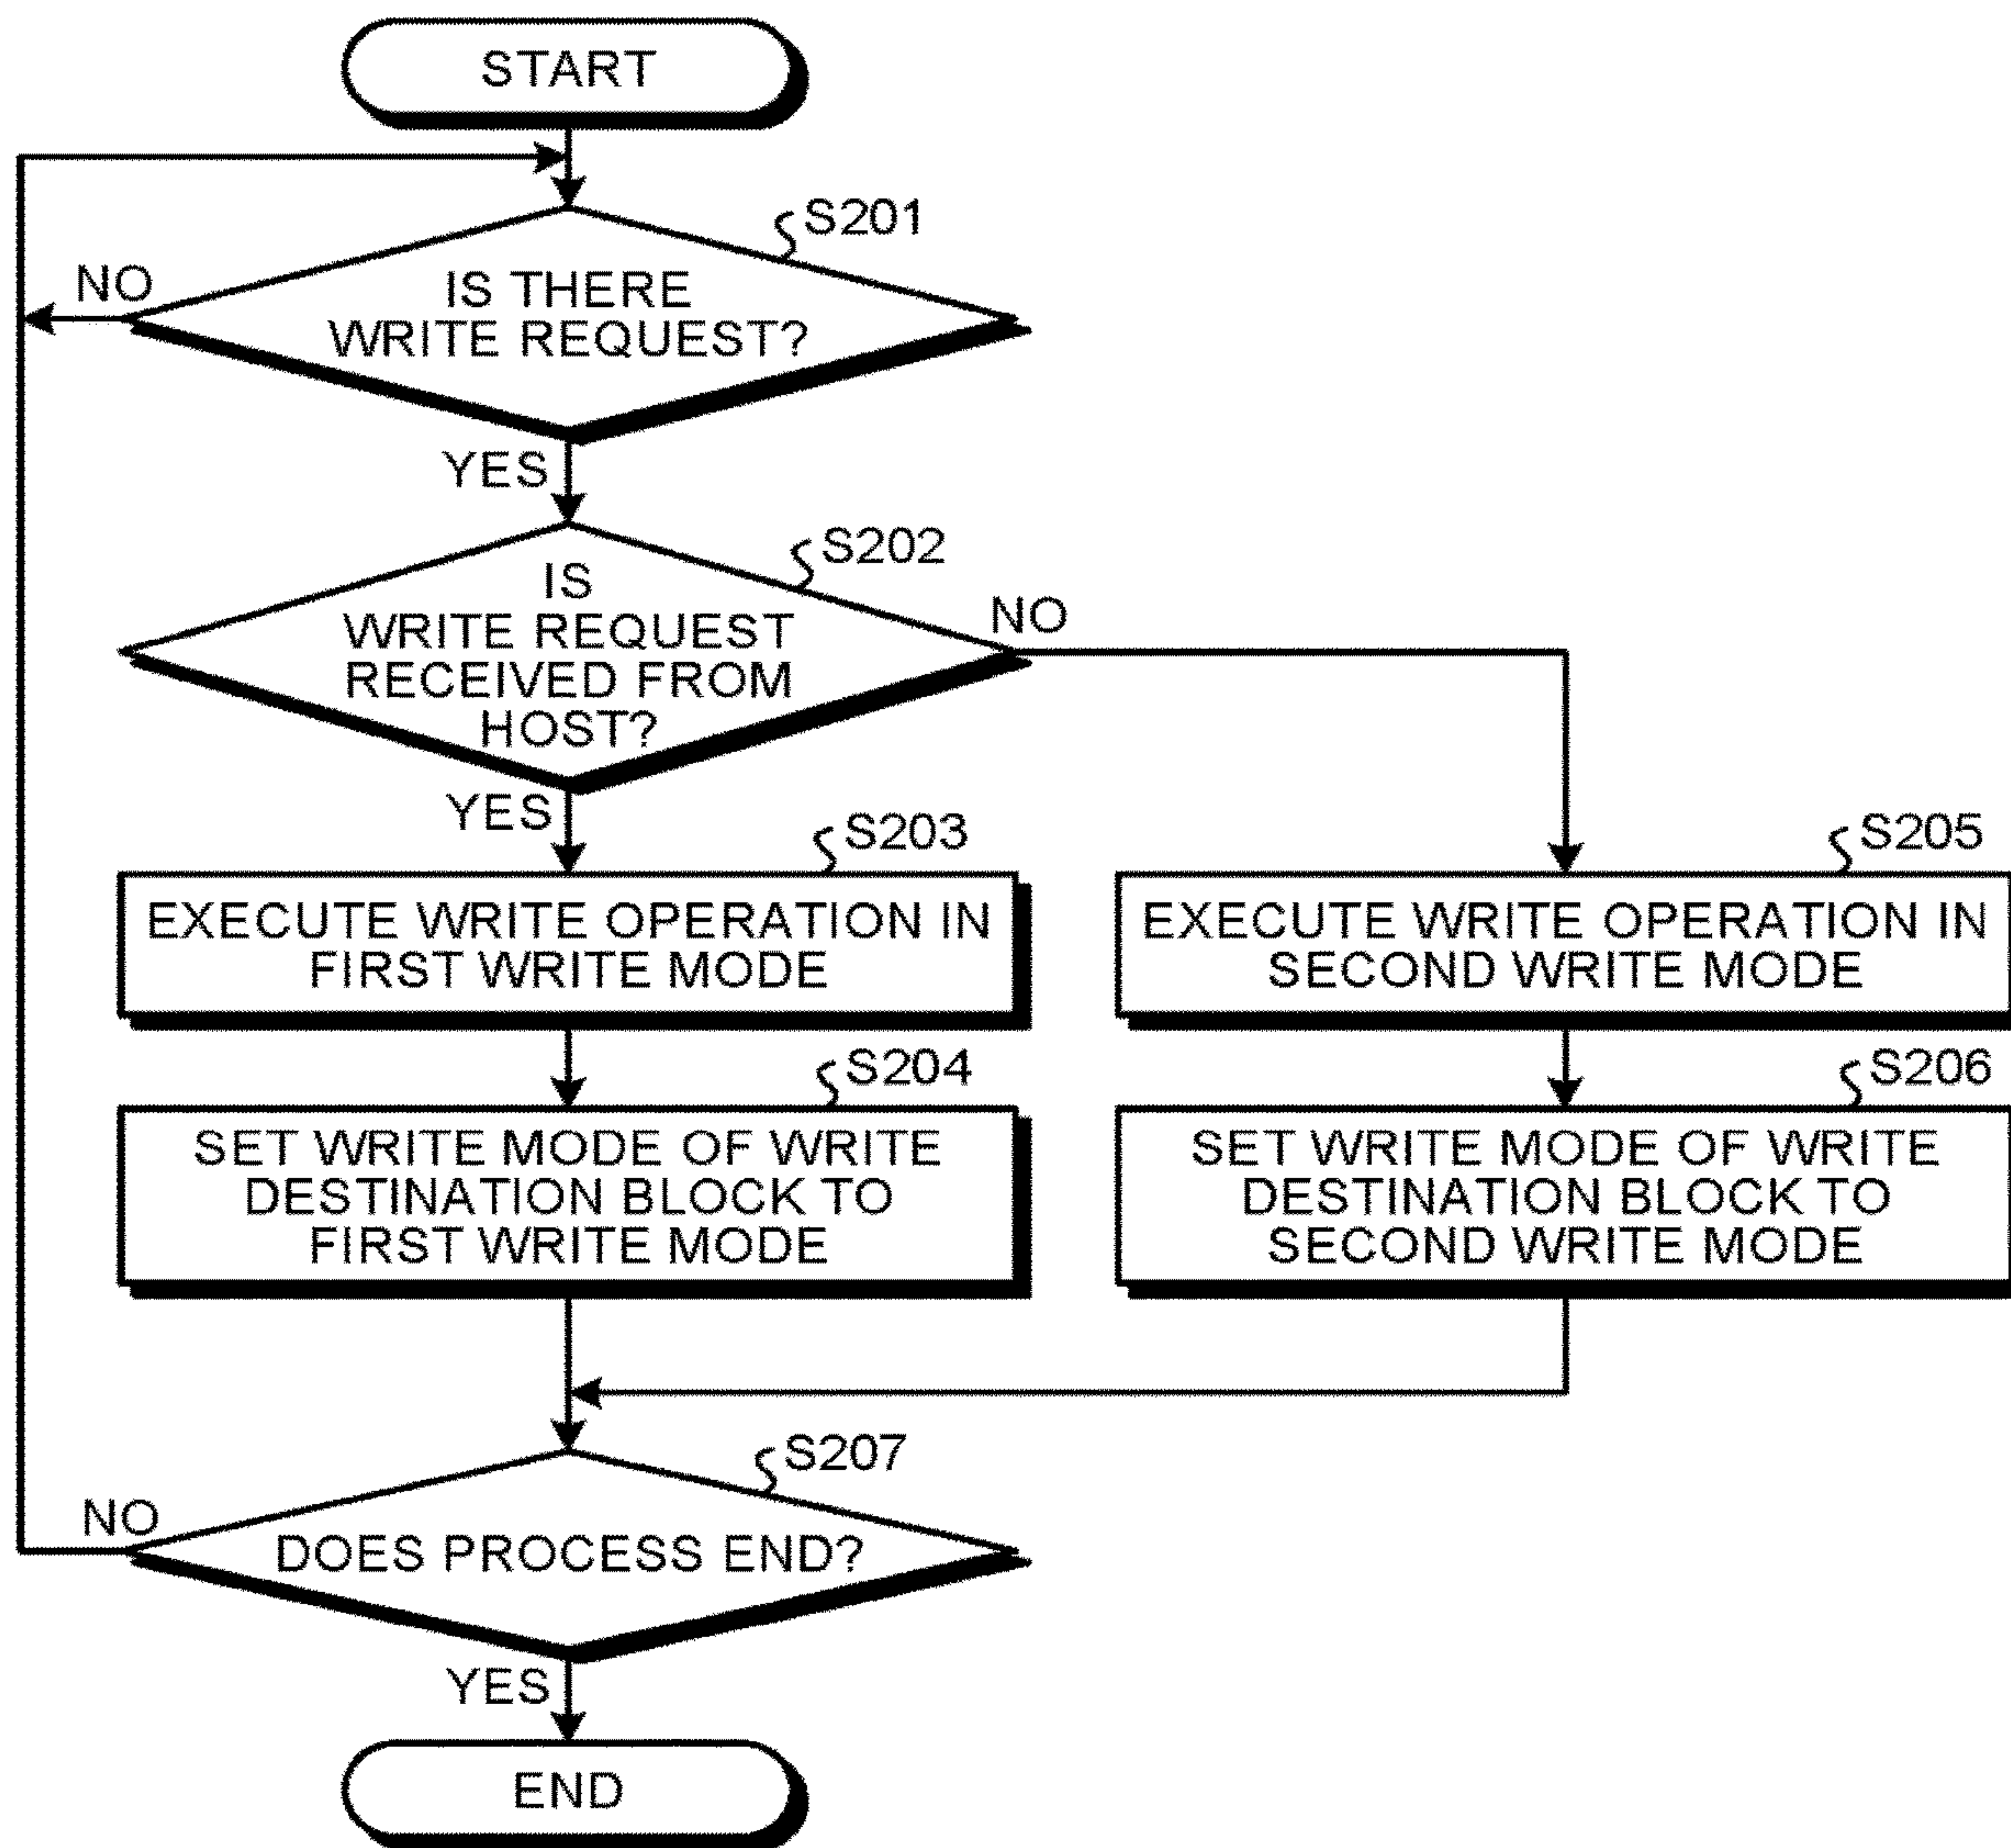 START
S201
NO
IS THERE
WRITE REQUEST?
YES
S202
IS
WRITE REQUEST
RECEIVED FROM
HOST?
NO
YES
S203
EXECUTE WRITE OPERATION IN
FIRST WRITE MODE
S205
EXECUTE WRITE OPERATION IN
SECOND WRITE MODE
S204
SET WRITE MODE OF WRITE
DESTINATION BLOCK TO
FIRST WRITE MODE
S206
SET WRITE MODE OF WRITE
DESTINATION BLOCK TO
SECOND WRITE MODE
S207
NO
DOES PROCESS END?
YES
END